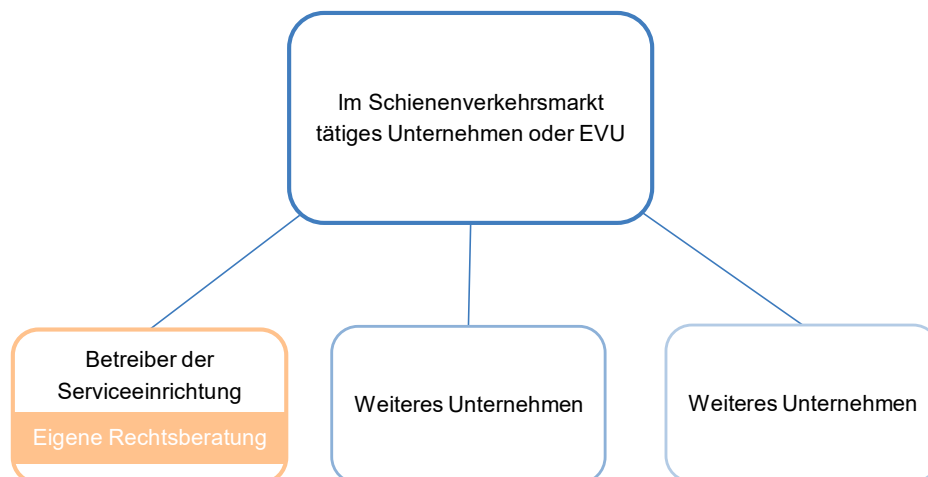 Im Schienenverkehrsmarkt
tätiges Unternehmen oder EVU
Betreiber der
Serviceeinrichtung
Eigene Rechtsberatung
Weiteres Unternehmen
Weiteres Unternehmen